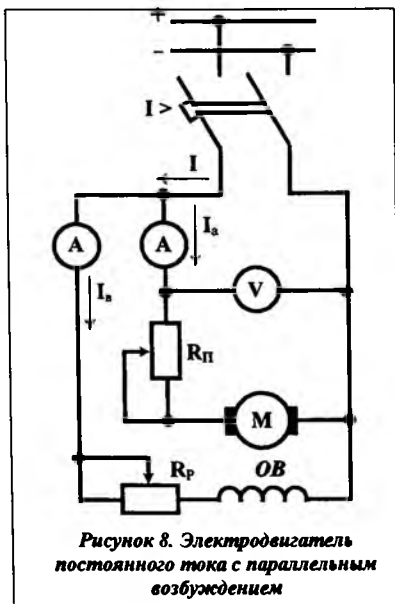 +
−
I >
I
A
A
Iа
Iв
V
RП
М
RР
ОВ
Рисунок 8. Электродвигатель
постоянного тока с параллельным
возбуждением